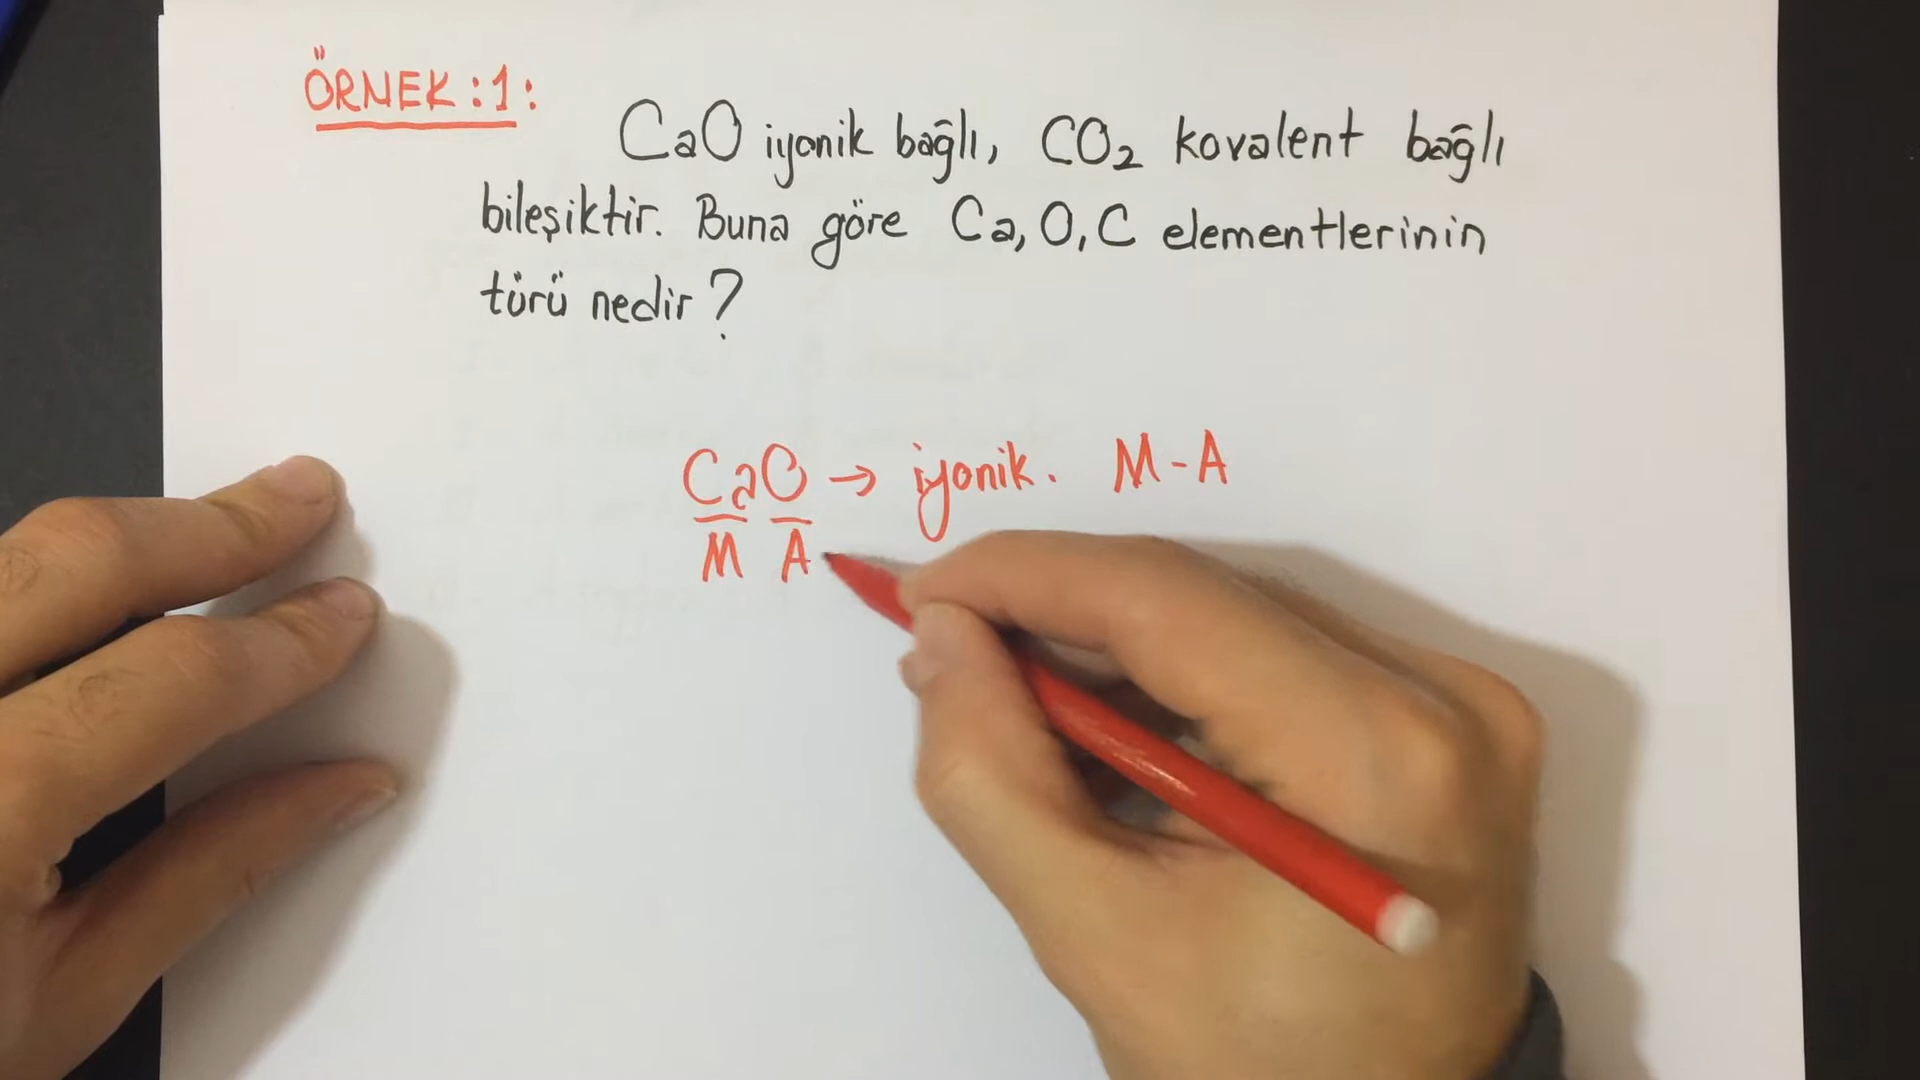 ÖRNEK:1:
CaO iyonik bağlı, CO₂ kovalent bağlı
bileşiktir. Buna göre Ca, O, C elementlerinin
türü nedir?
CaO → iyonik. M-A
M A